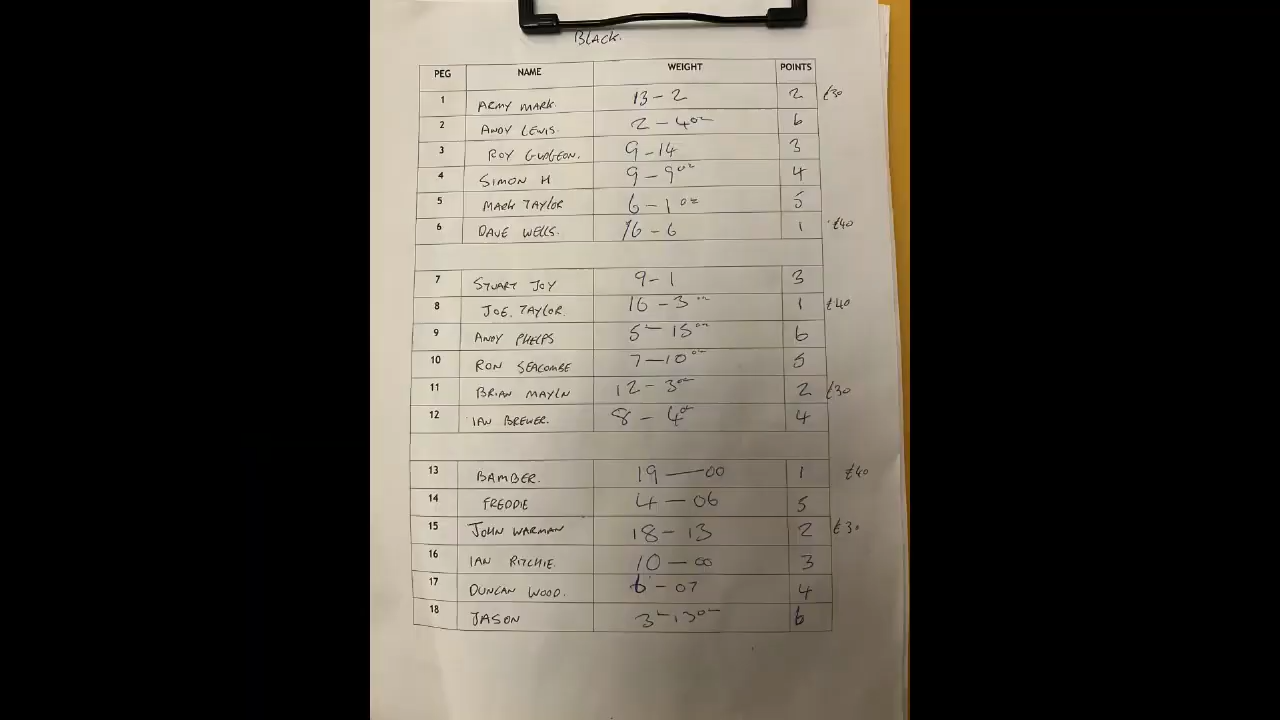 BLACK.
PEG NAME WEIGHT POINTS
1 ARMY MARK. 13 - 2 2 £30
2 ANDY LEWIS. 2 - 4oz 6
3 ROY GUDGEON. 9 - 14 3
4 SIMON H 9 - 9oz 4
5 MARK TAYLOR 6 - 1oz 5
6 DAVE WELLS. 16 - 6 1 £40
7 STUART JOY 9 - 1 3
8 JOE. TAYLOR. 16 - 3oz 1 £40
9 ANDY PHELPS 5 - 15oz 6
10 RON SEACOMBE 7 - 10oz 5
11 BRIAN MAYLN 12 - 3oz 2 £30
12 IAN BREWER. 8 - 4oz 4
13 BAMBER. 19 - 00 1 £40
14 FREDDIE 4 - 06 5
15 JOHN WARMAN 18 - 13 2 £30
16 IAN RITCHIE. 10 - 00 3
17 DUNCAN WOOD. 6 - 07 4
18 JASON 3 - 13oz 6